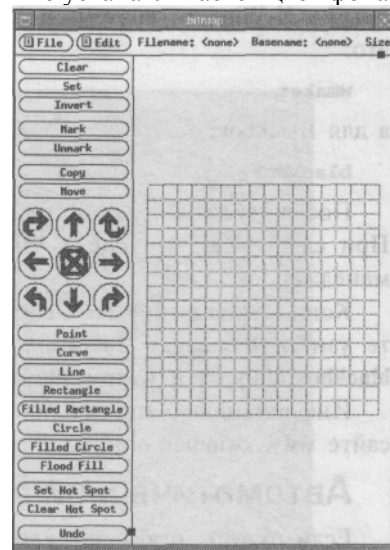 bitmap
File Edit Filename: <none> Basename: <none> Size
Clear
Set
Invert
Mark
Unmark
Copy
Move
Point
Curve
Line
Rectangle
Filled Rectangle
Circle
Filled Circle
Flood Fill
Set Hot Spot
Clear Hot Spot
Undo